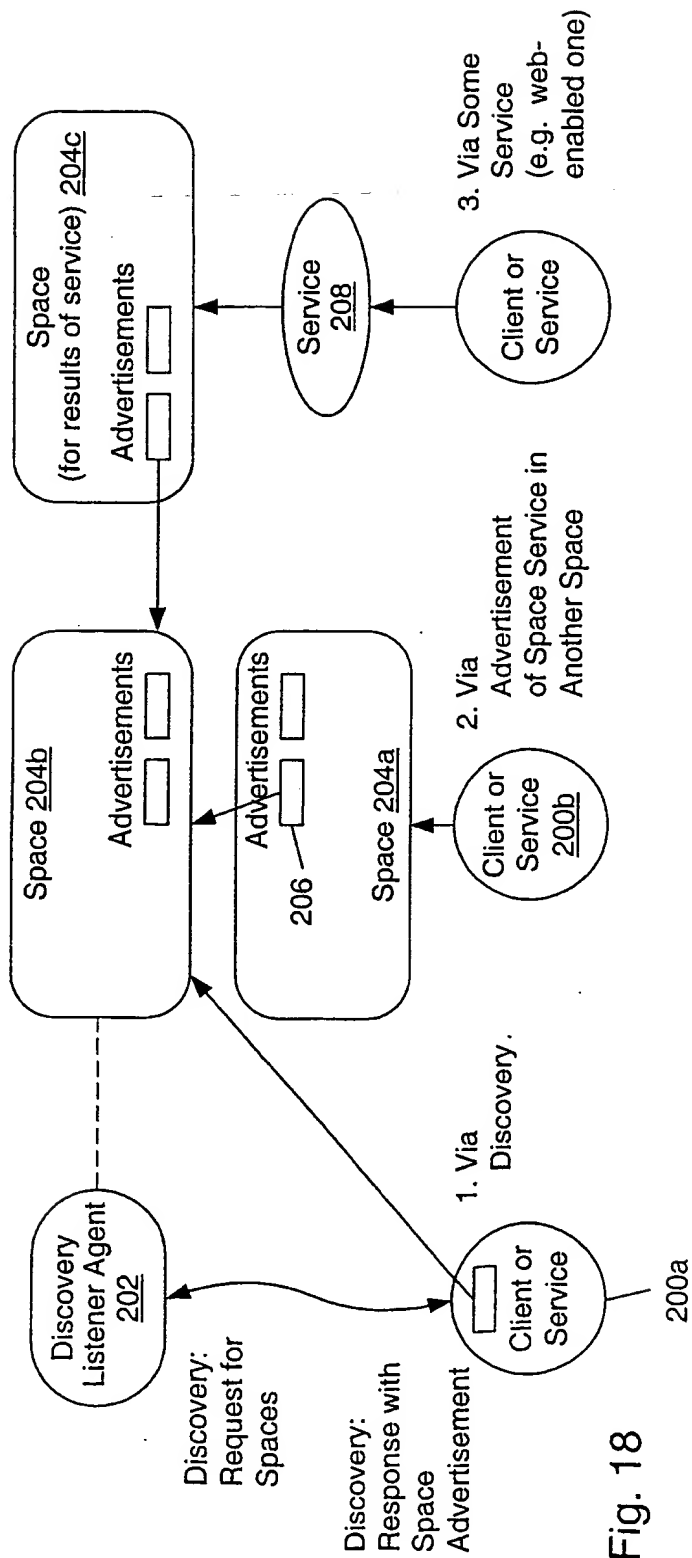 Discovery
Listener Agent
202
Discovery:
Request for
Spaces
Discovery:
Response with
Space
Advertisement
Client or
Service
200a
1. Via
Discovery.
Space 204b
Advertisements
Advertisements
206
Space 204a
Client or
Service
200b
2. Via
Advertisement
of Space Service in
Another Space
Space
(for results of service) 204c
Advertisements
Service
208
Client or
Service
3. Via Some
Service
(e.g. web-
enabled one)
Fig. 18